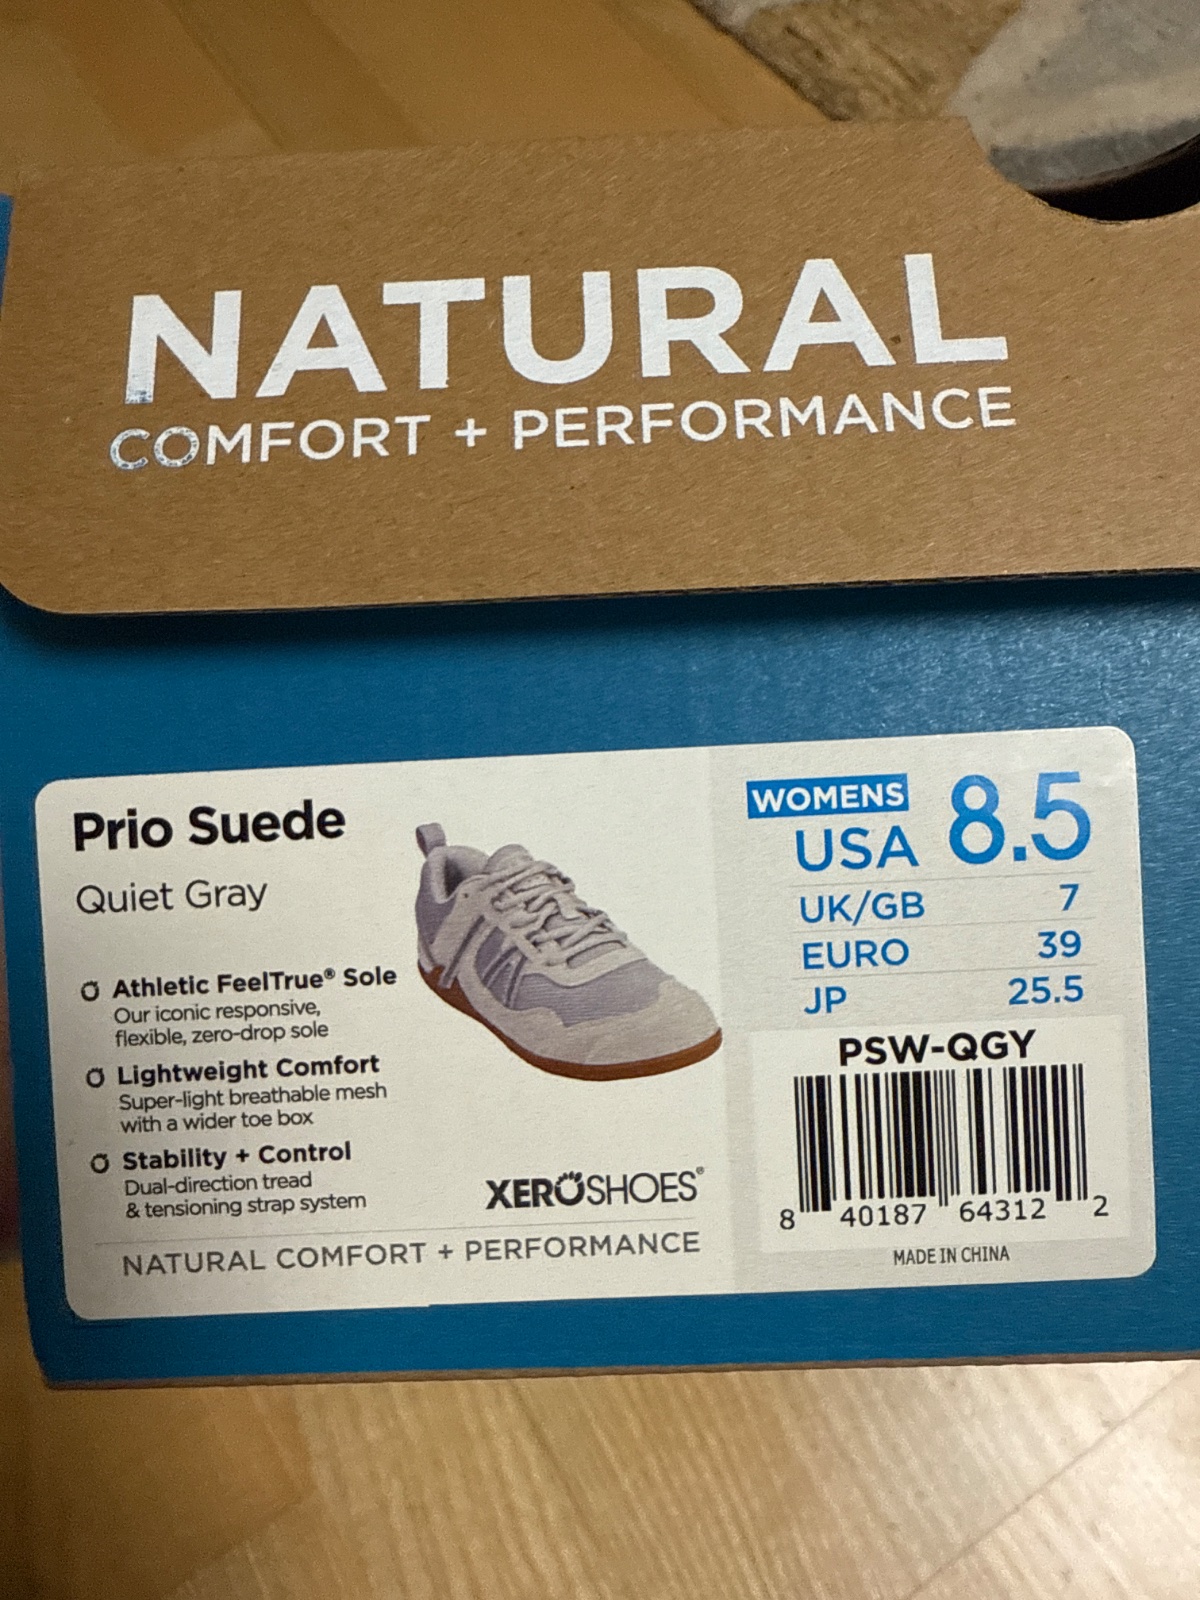 NATURAL
COMFORT + PERFORMANCE
Prio Suede
Quiet Gray
Athletic FeelTrue® Sole
Our iconic responsive,
flexible, zero-drop sole
Lightweight Comfort
Super-light breathable mesh
with a wider toe box
Stability + Control
Dual-direction tread
& tensioning strap system
XEROSHOES®
NATURAL COMFORT + PERFORMANCE
WOMENS
USA 8.5
UK/GB 7
EURO 39
JP 25.5
PSW-QGY
8 40187 64312 2
MADE IN CHINA